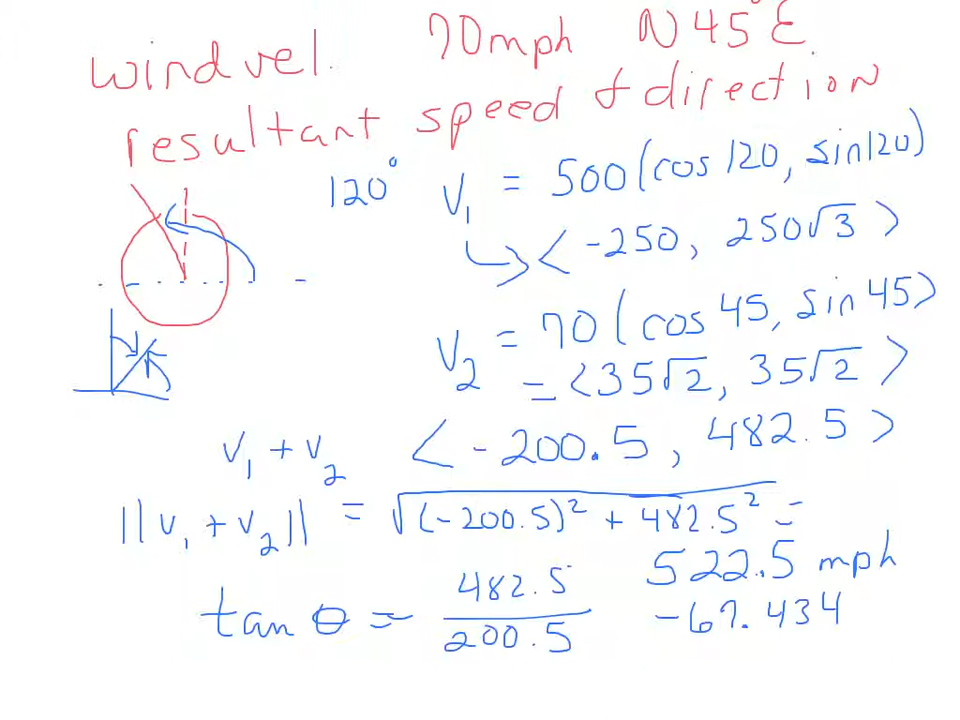 wind vel. 70mph N45°E.
resultant speed & direction
120° v₁ = 500(cos 120, sin120)
<-250, 250√3>
v₂ = 70(cos 45, sin 45>
= <35√2, 35√2>
v₁ + v₂ <-200.5, 482.5>
||v₁ + v₂|| = √(-200.5)² + 482.5² =
522.5 mph
tan θ = 482.5/200.5 -67.434